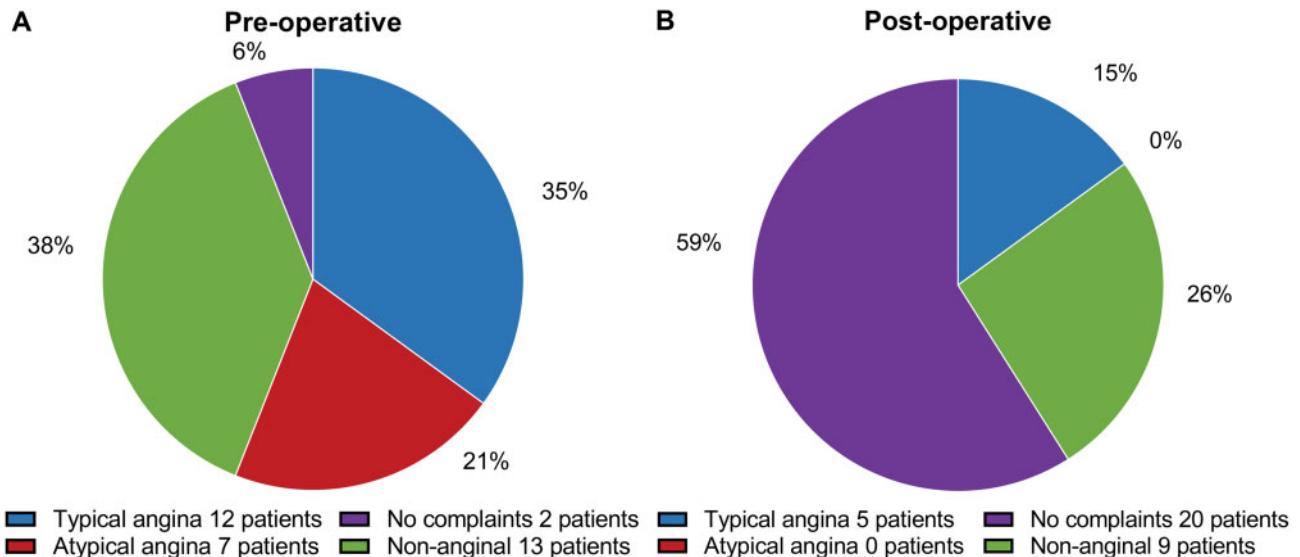 A
Pre-operative
6%
35%
38%
21%
Typical angina 12 patients
No complaints 2 patients
Atypical angina 7 patients
Non-anginal 13 patients
B
Post-operative
15%
0%
59%
26%
Typical angina 5 patients
No complaints 20 patients
Atypical angina 0 patients
Non-anginal 9 patients